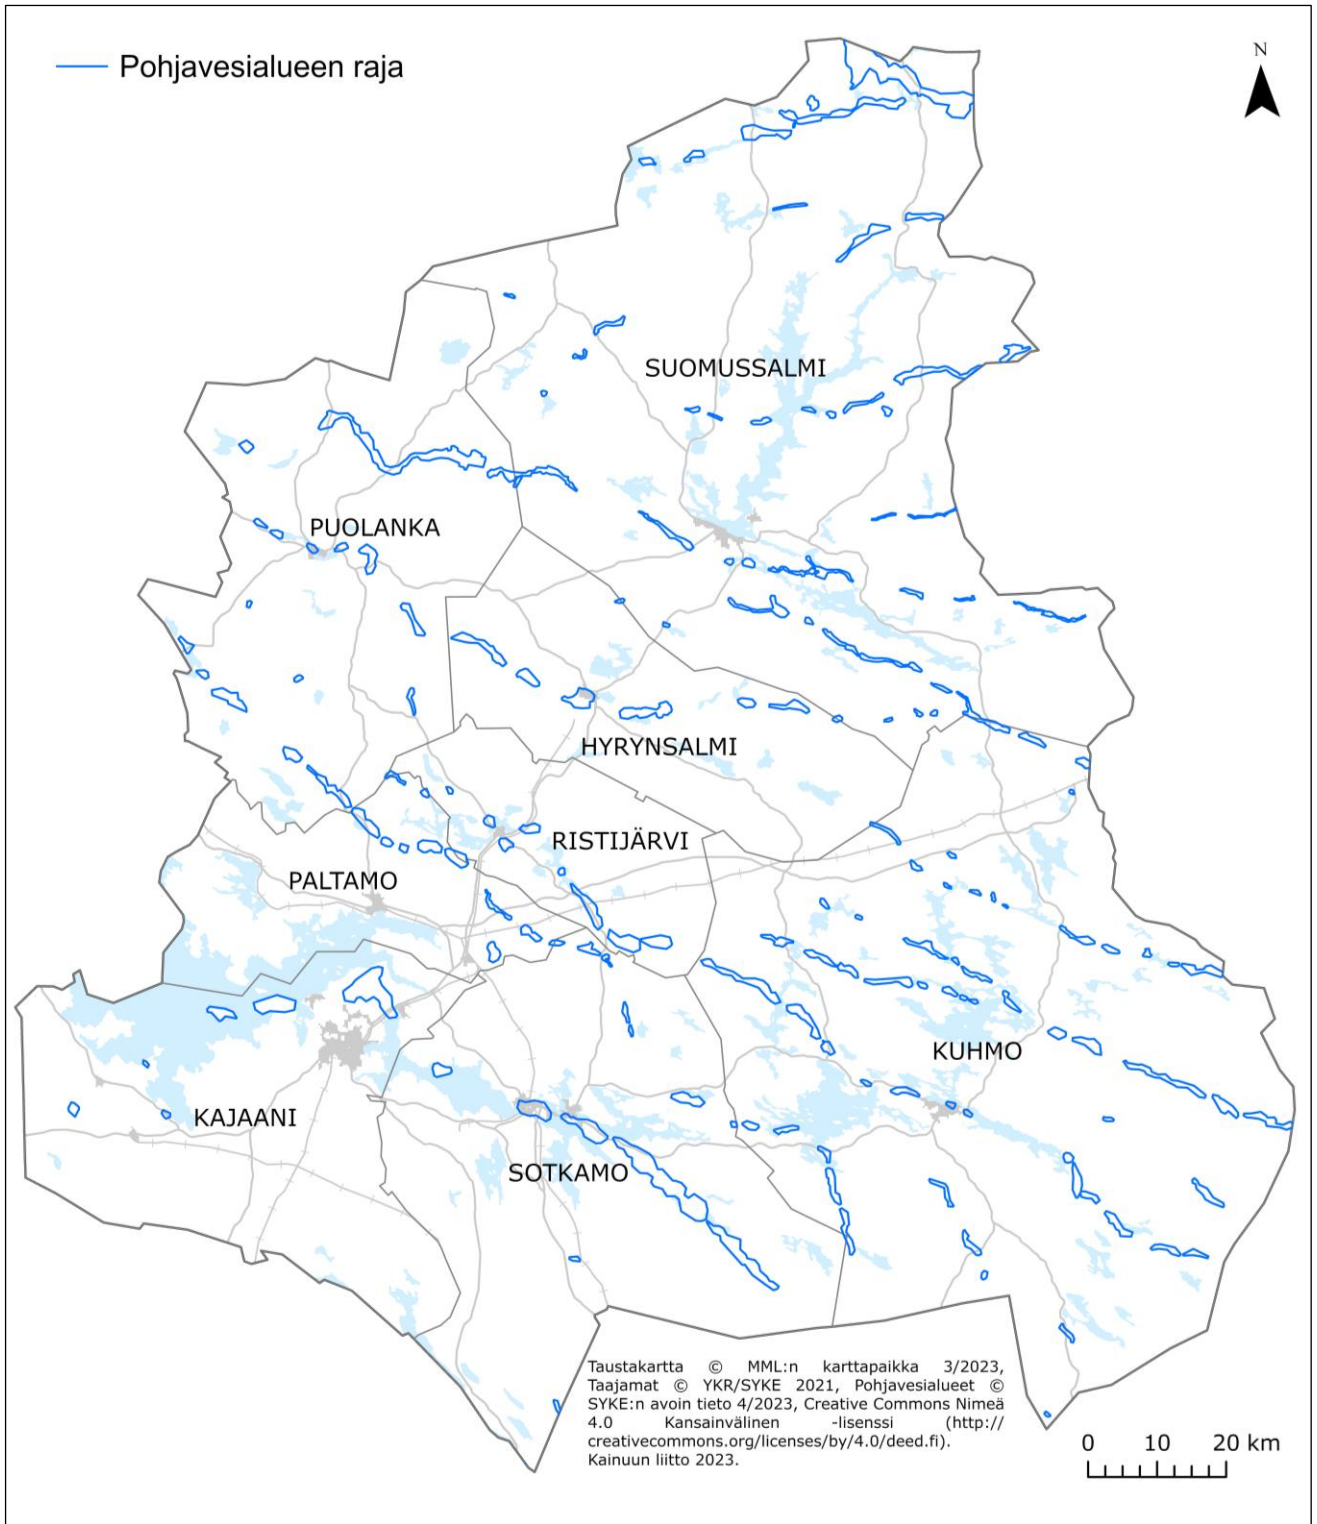 Pohjavesialueen raja
N
SUOMUSSALMI
PUOLANKA
HYRYNSALMI
RISTIJÄRVI
PALTAMO
KUHMO
KAJAANI
SOTKAMO
Taustakartta © MML:n karttapaikka 3/2023,
Taajamat © YKR/SYKE 2021, Pohjavesialueet ©
SYKE:n avoin tieto 4/2023, Creative Commons Nimeä
4.0 Kansainvälinen -lisenssi (http://
creativecommons.org/licenses/by/4.0/deed.fi).
Kainuun liitto 2023.
0 10 20 km